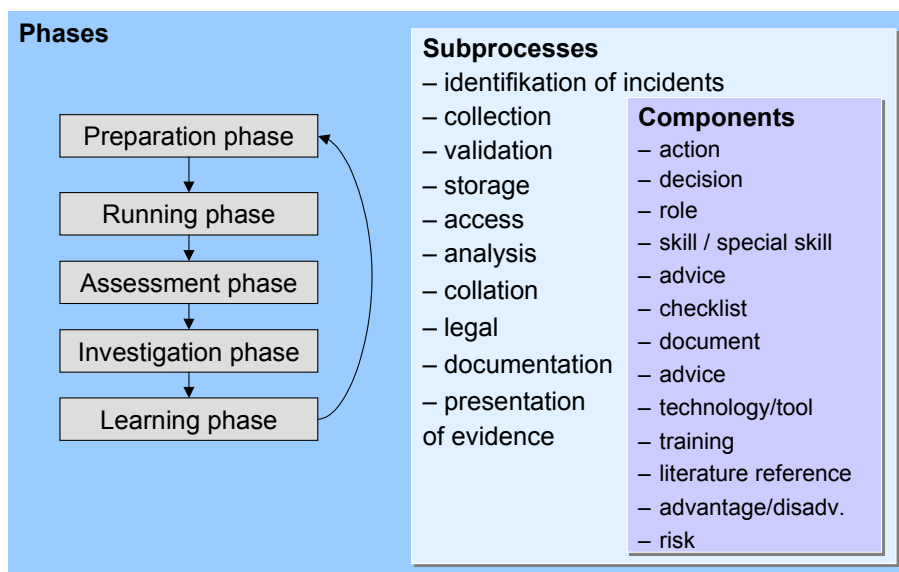 Phases
Preparation phase
Running phase
Assessment phase
Investigation phase
Learning phase
Subprocesses
– identifikation of incidents
– collection
– validation
– storage
– access
– analysis
– collation
– legal
– documentation
– presentation
of evidence
Components
– action
– decision
– role
– skill / special skill
– advice
– checklist
– document
– advice
– technology/tool
– training
– literature reference
– advantage/disadv.
– risk